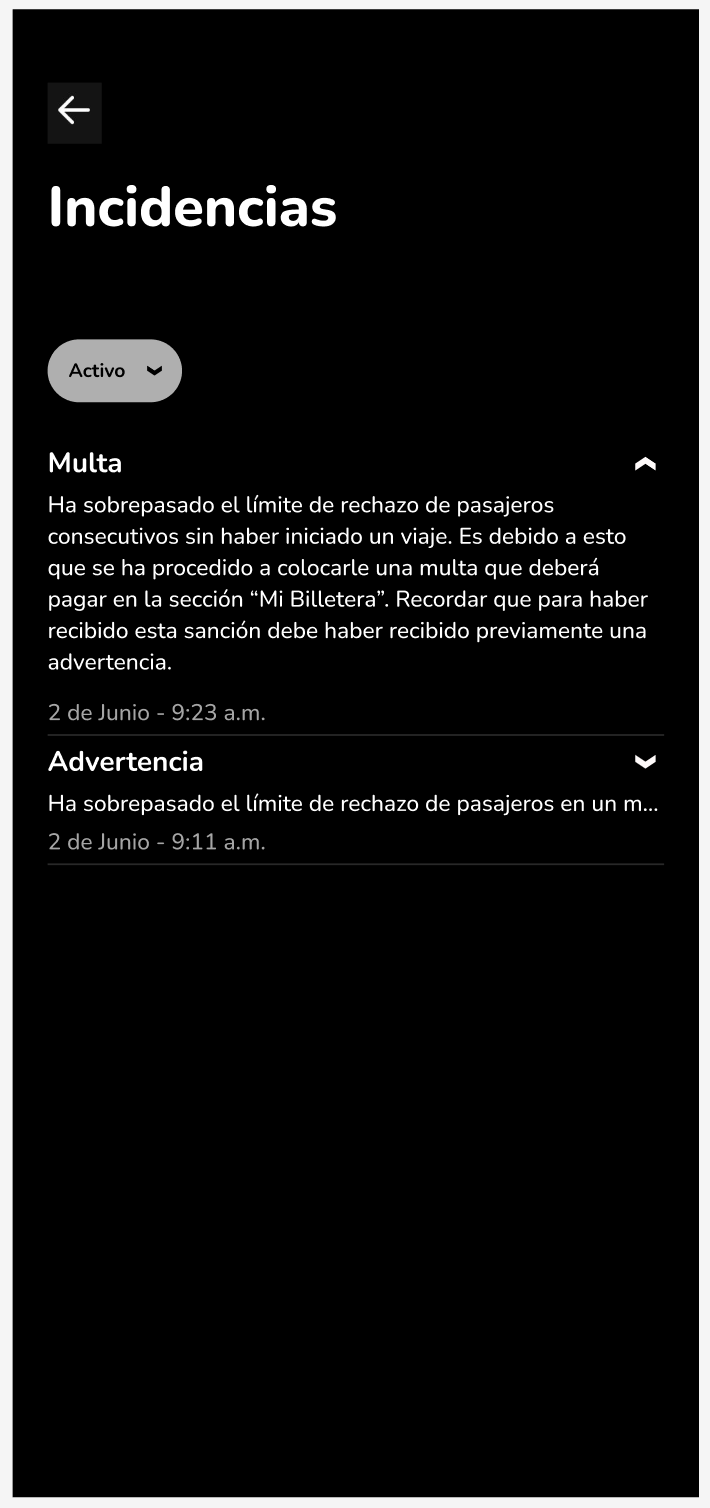 Incidencias
Activo
Multa
Ha sobrepasado el límite de rechazo de pasajeros
consecutivos sin haber iniciado un viaje. Es debido a esto
que se ha procedido a colocarle una multa que deberá
pagar en la sección “Mi Billetera”. Recordar que para haber
recibido esta sanción debe haber recibido previamente una
advertencia.
2 de Junio - 9:23 a.m.
Advertencia
Ha sobrepasado el límite de rechazo de pasajeros en un m...
2 de Junio - 9:11 a.m.